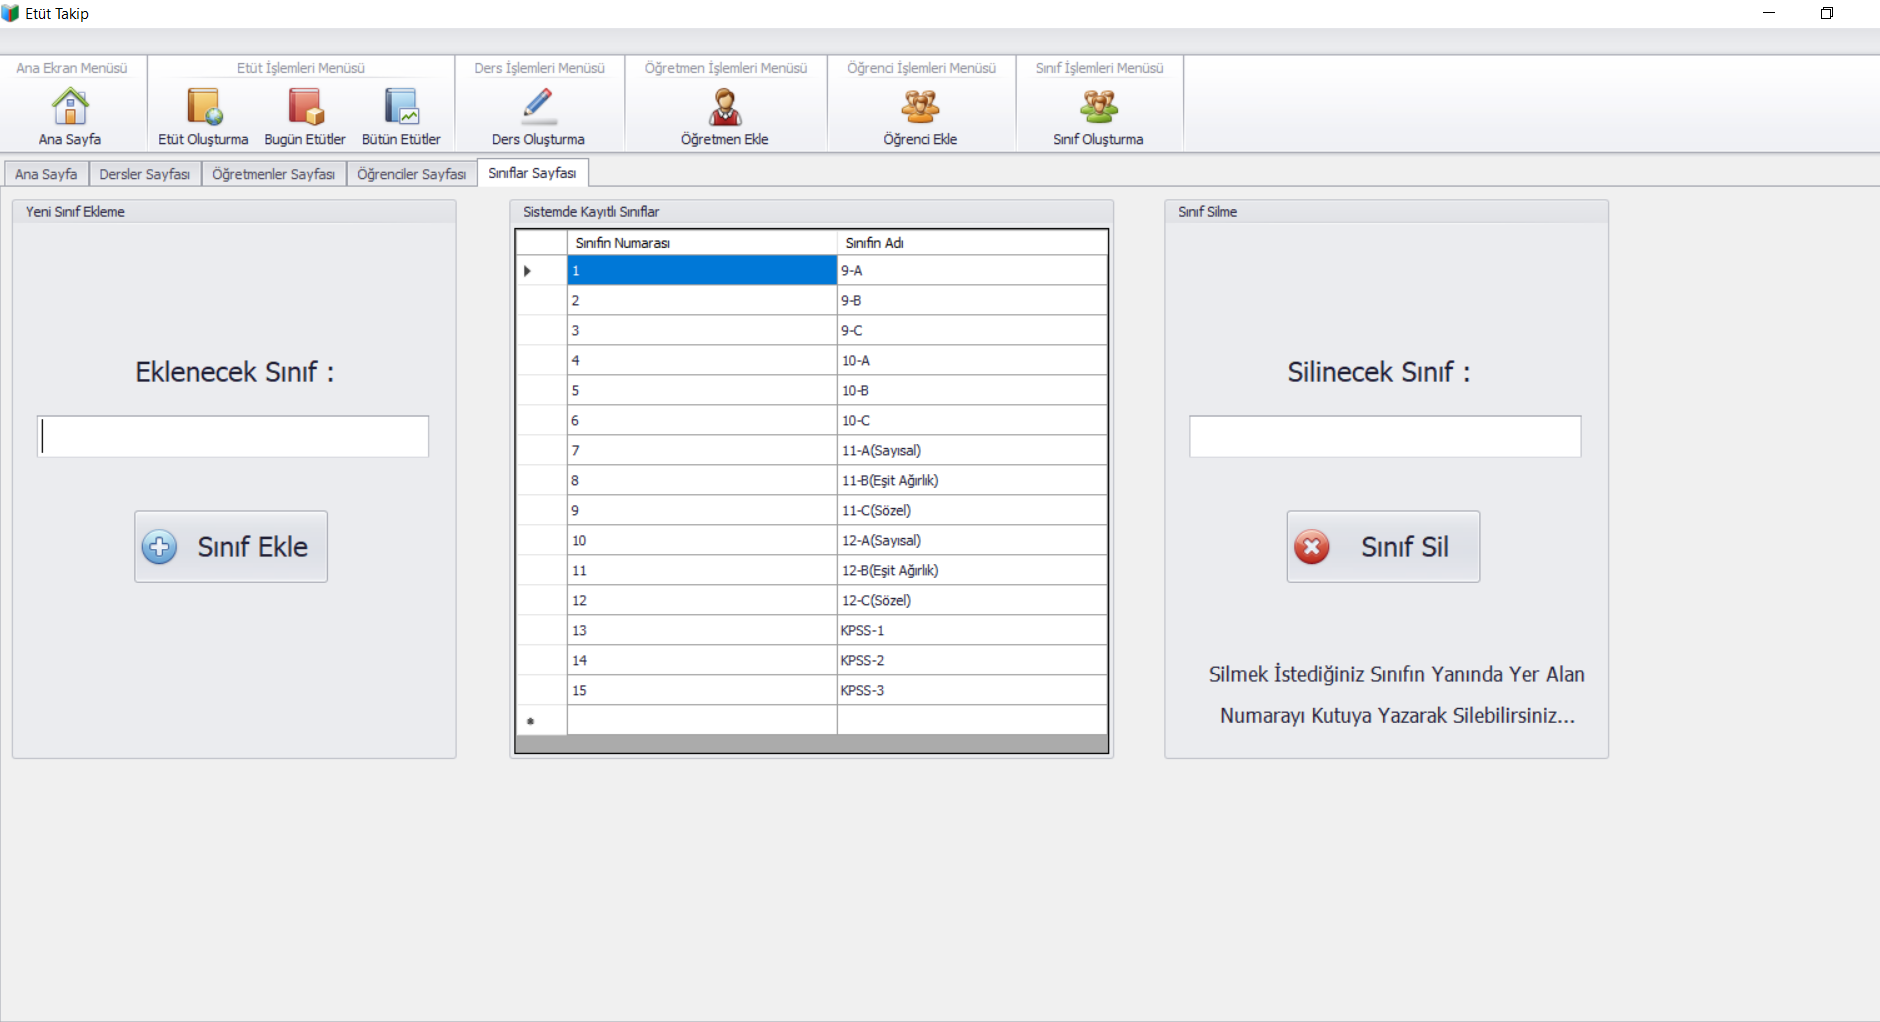 Etüt Takip
Ana Ekran Menüsü
Etüt İşlemleri Menüsü
Ders İşlemleri Menüsü
Öğretmen İşlemleri Menüsü
Öğrenci İşlemleri Menüsü
Sınıf İşlemleri Menüsü
Ana Sayfa
Etüt Oluşturma
Bugün Etütler
Bütün Etütler
Ders Oluşturma
Öğretmen Ekle
Öğrenci Ekle
Sınıf Oluşturma
Ana Sayfa
Dersler Sayfası
Öğretmenler Sayfası
Öğrenciler Sayfası
Sınıflar Sayfası
Yeni Sınıf Ekleme
Eklenecek Sınıf :
Sınıf Ekle
Sistemde Kayıtlı Sınıflar
Sınıfın Numarası Sınıfın Adı
1 9-A
2 9-B
3 9-C
4 10-A
5 10-B
6 10-C
7 11-A(Sayısal)
8 11-B(Eşit Ağırlık)
9 11-C(Sözel)
10 12-A(Sayısal)
11 12-B(Eşit Ağırlık)
12 12-C(Sözel)
13 KPSS-1
14 KPSS-2
15 KPSS-3
Sınıf Silme
Silinecek Sınıf :
Sınıf Sil
Silmek İstediğiniz Sınıfın Yanında Yer Alan
Numarayı Kutuya Yazarak Silebilirsiniz...